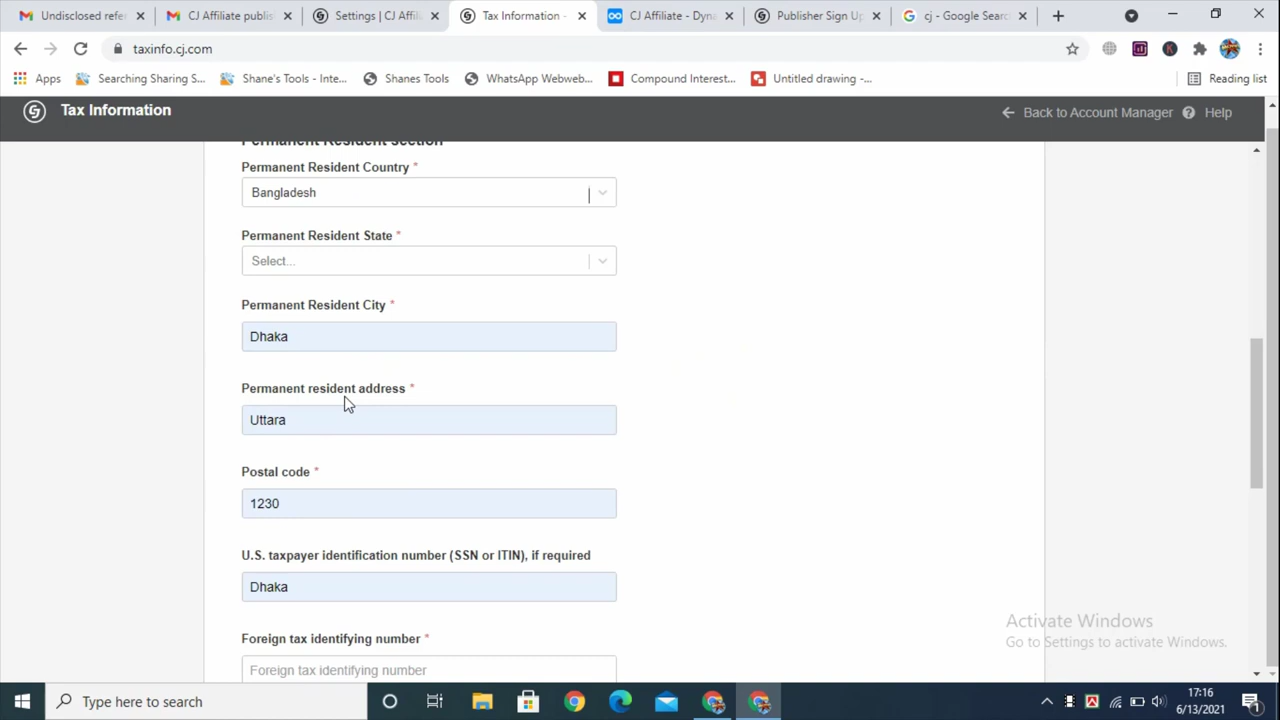 Undisclosed refe
CJ Affiliate publis
Settings | CJ Affili
Tax Information -
CJ Affiliate - Dyna
Publisher Sign Up
cj - Google Searc
taxinfo.cj.com
Apps
Searching Sharing S...
Shane's Tools - Inte...
Shanes Tools
WhatsApp Webweb...
Compound Interest...
Untitled drawing -...
Reading list
Tax Information
Back to Account Manager
Help
Permanent Resident section
Permanent Resident Country *
Bangladesh
Permanent Resident State *
Select...
Permanent Resident City *
Dhaka
Permanent resident address *
Uttara
Postal code *
1230
U.S. taxpayer identification number (SSN or ITIN), if required
Dhaka
Foreign tax identifying number *
Foreign tax identifying number
Activate Windows
Go to Settings to activate Windows.
Type here to search
17:16
6/13/2021
1